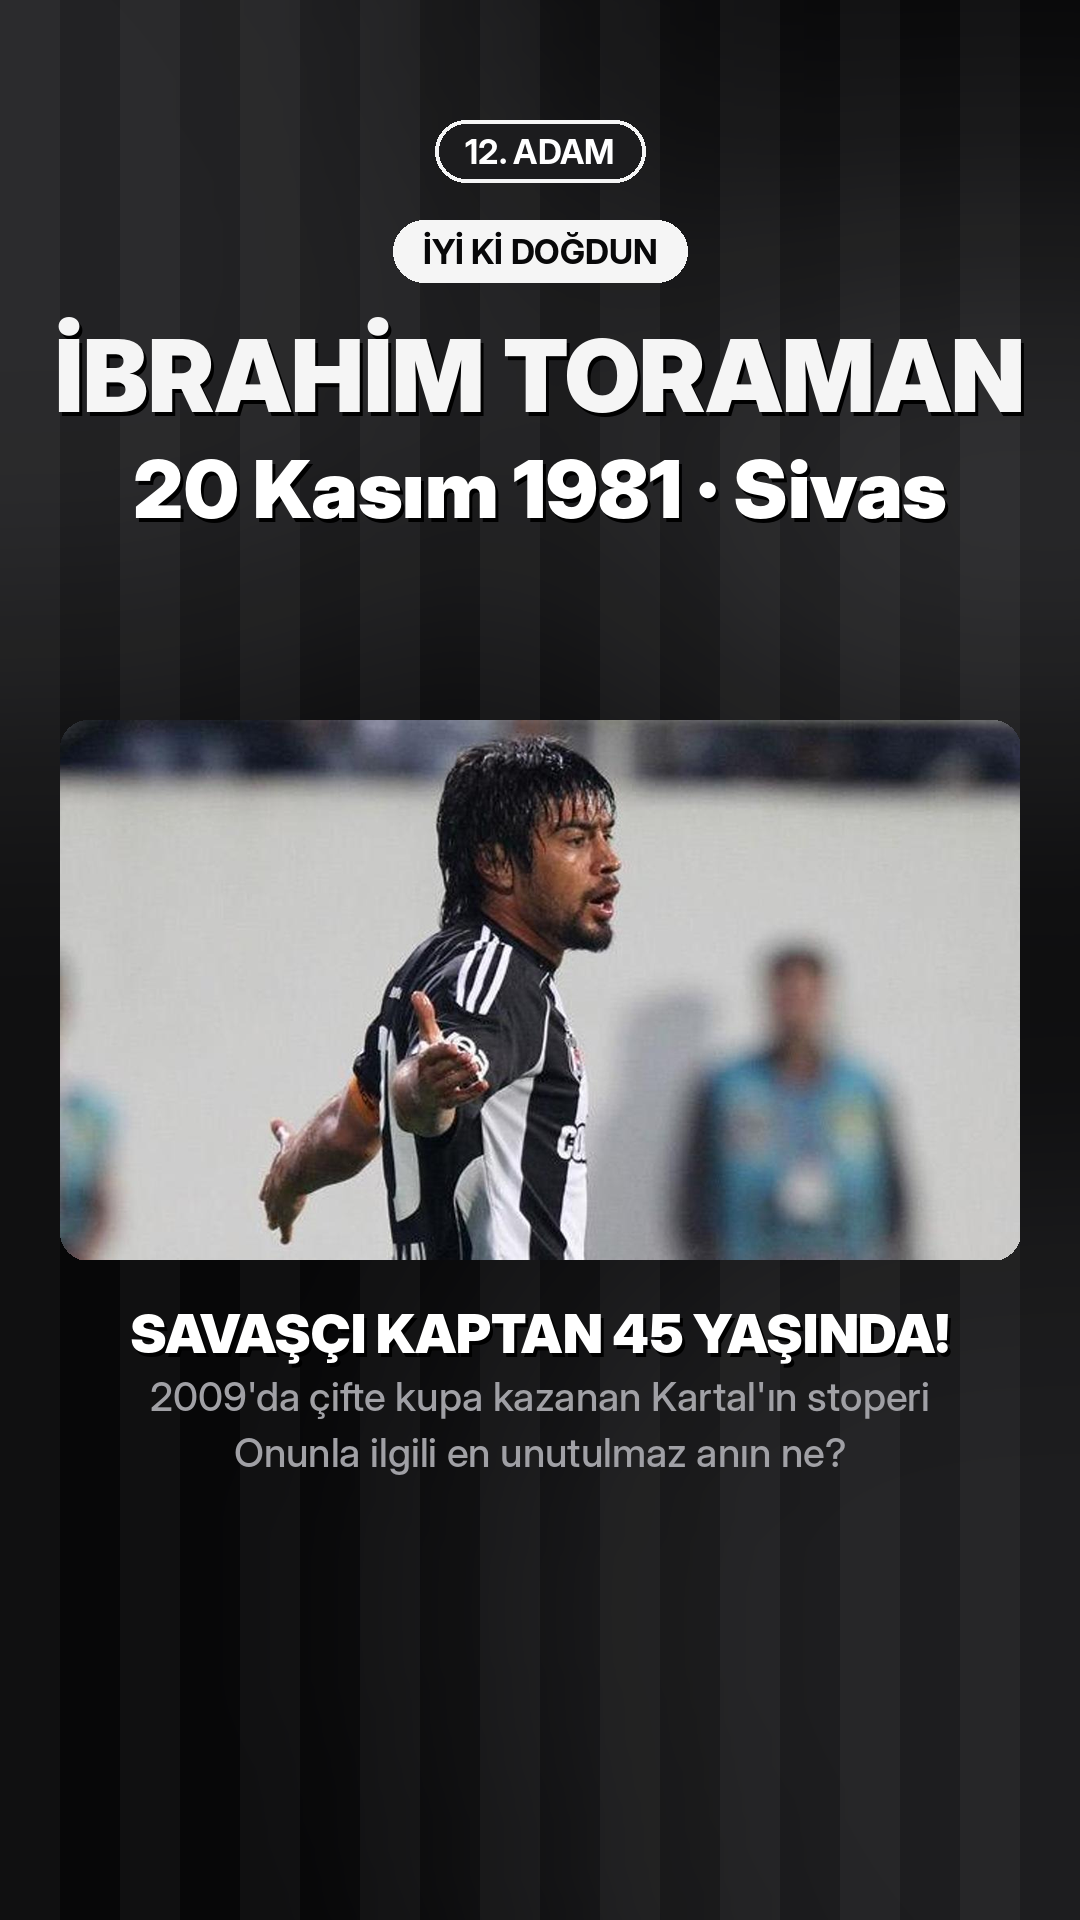 12. ADAM
İYİ Kİ DOĞDUN
İBRAHİM TORAMAN
20 Kasım 1981 · Sivas
SAVAŞÇI KAPTAN 45 YAŞINDA!
2009'da çifte kupa kazanan Kartal'ın stoperi
Onunla ilgili en unutulmaz anın ne?